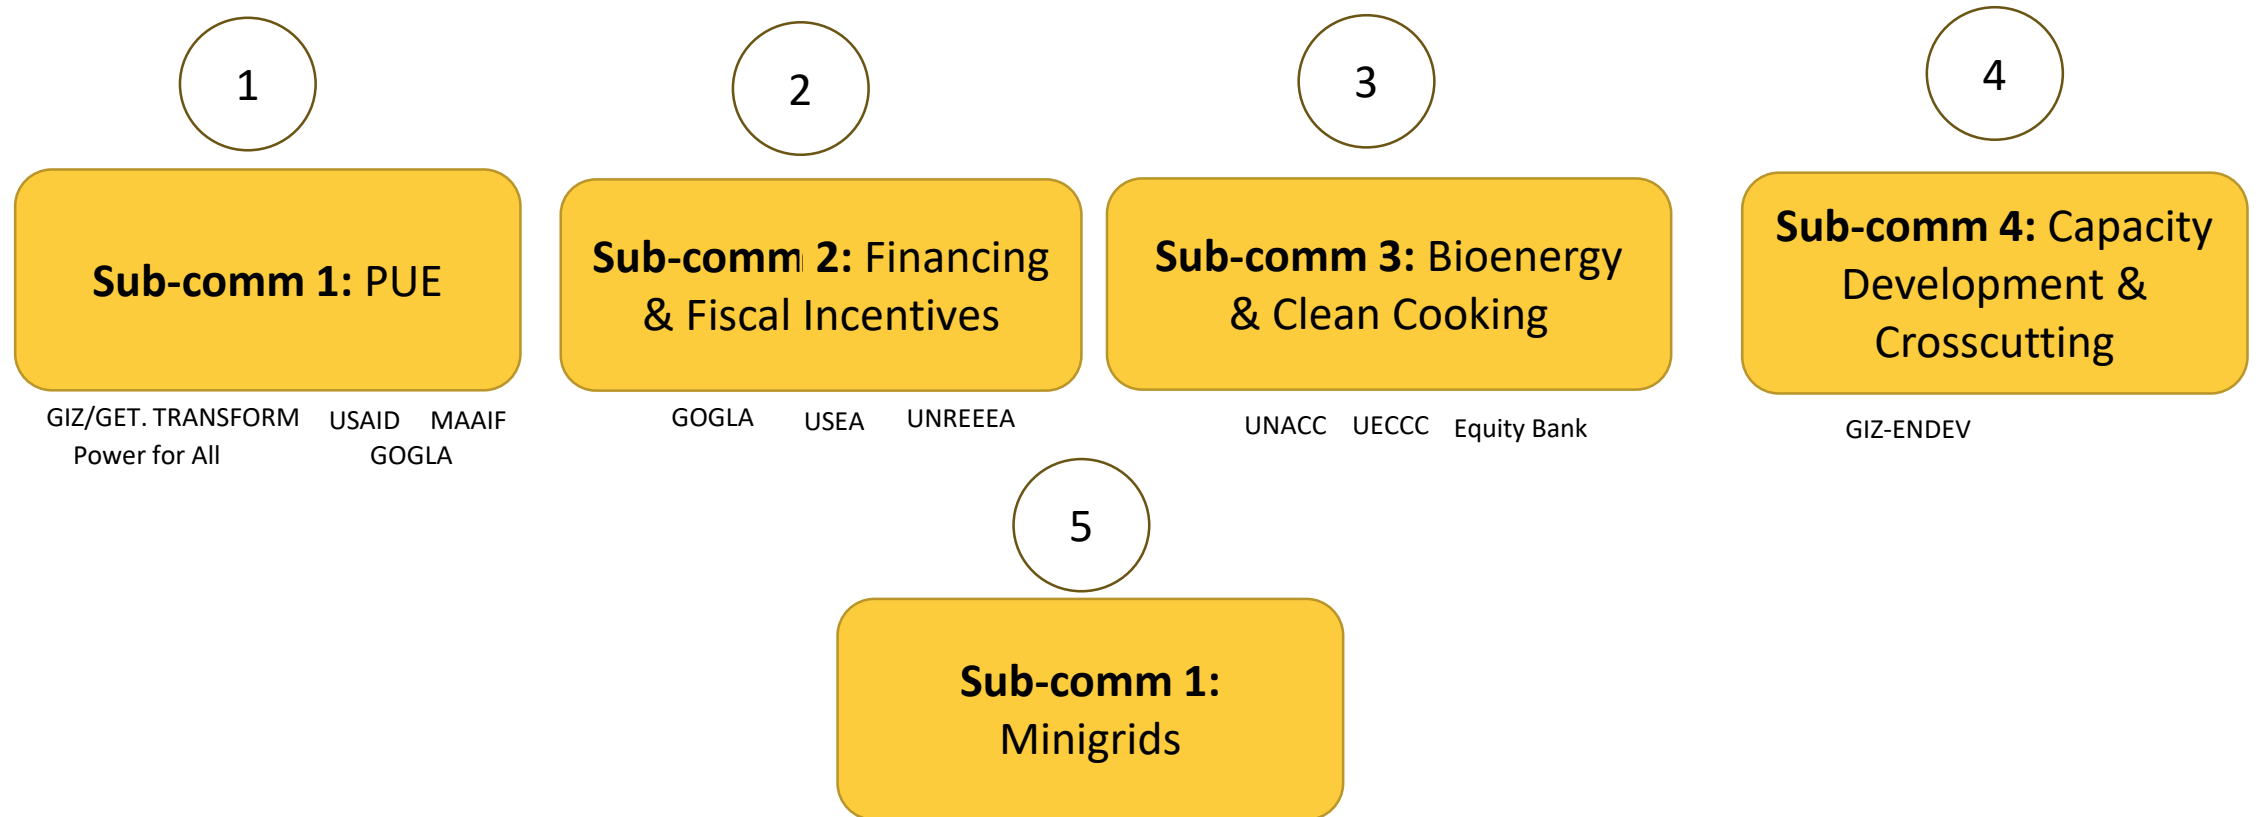 1
Sub-comm 1: PUE
GIZ/GET. TRANSFORM
USAID
MAAIF
Power for All
GOGLA
2
Sub-comm 2: Financing
& Fiscal Incentives
GOGLA
USEA
UNREEEA
3
Sub-comm 3: Bioenergy
& Clean Cooking
UNACC
UECCC
Equity Bank
4
Sub-comm 4: Capacity
Development &
Crosscutting
GIZ-ENDEV
5
Sub-comm 1:
Minigrids